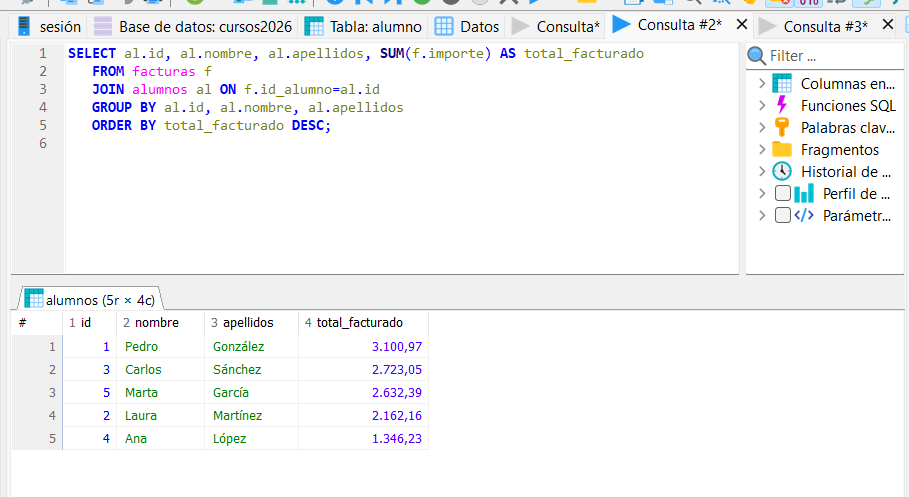 sesión Base de datos: cursos2026 Tabla: alumno Datos Consulta* Consulta #2* Consulta #3*
1 SELECT al.id, al.nombre, al.apellidos, SUM(f.importe) AS total_facturado
2 FROM facturas f
3 JOIN alumnos al ON f.id_alumno=al.id
4 GROUP BY al.id, al.nombre, al.apellidos
5 ORDER BY total_facturado DESC;
6
Filter ...
Columnas en...
Funciones SQL
Palabras clav...
Fragmentos
Historial de ...
Perfil de ...
Parámetr...
alumnos (5r × 4c)
# 1 id 2 nombre 3 apellidos 4 total_facturado
1 1 Pedro González 3.100,97
2 3 Carlos Sánchez 2.723,05
3 5 Marta García 2.632,39
4 2 Laura Martínez 2.162,16
5 4 Ana López 1.346,23